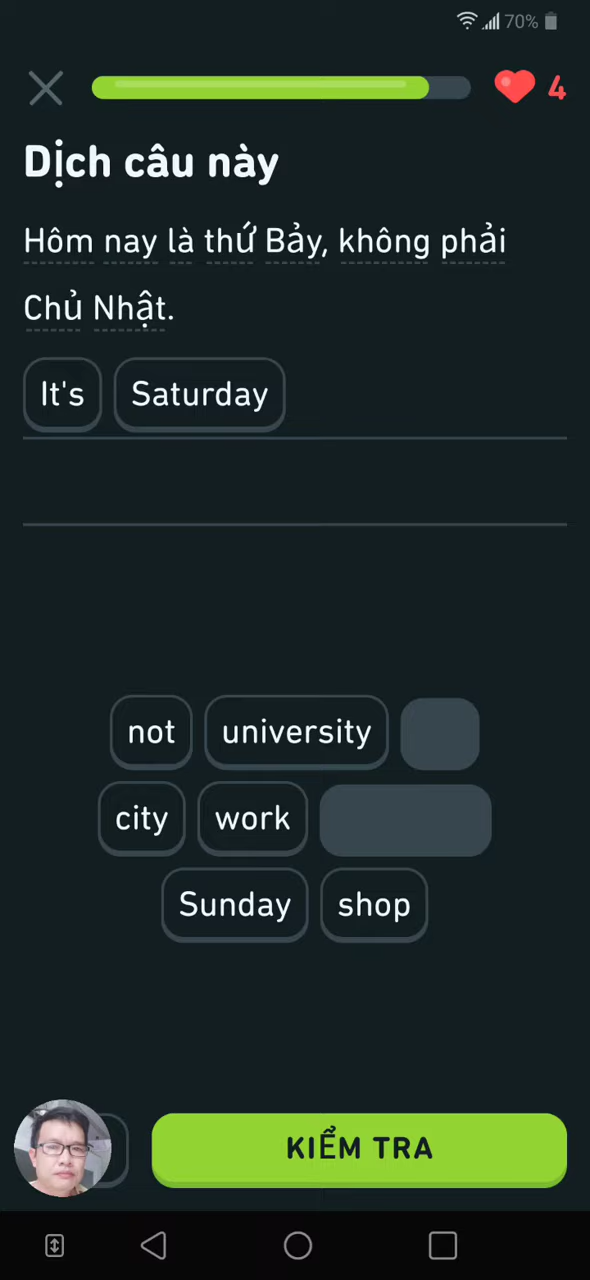 70%
4
Dịch câu này
Hôm nay là thứ Bảy, không phải
Chủ Nhật.
It's Saturday
not university
city work
Sunday shop
KIỂM TRA